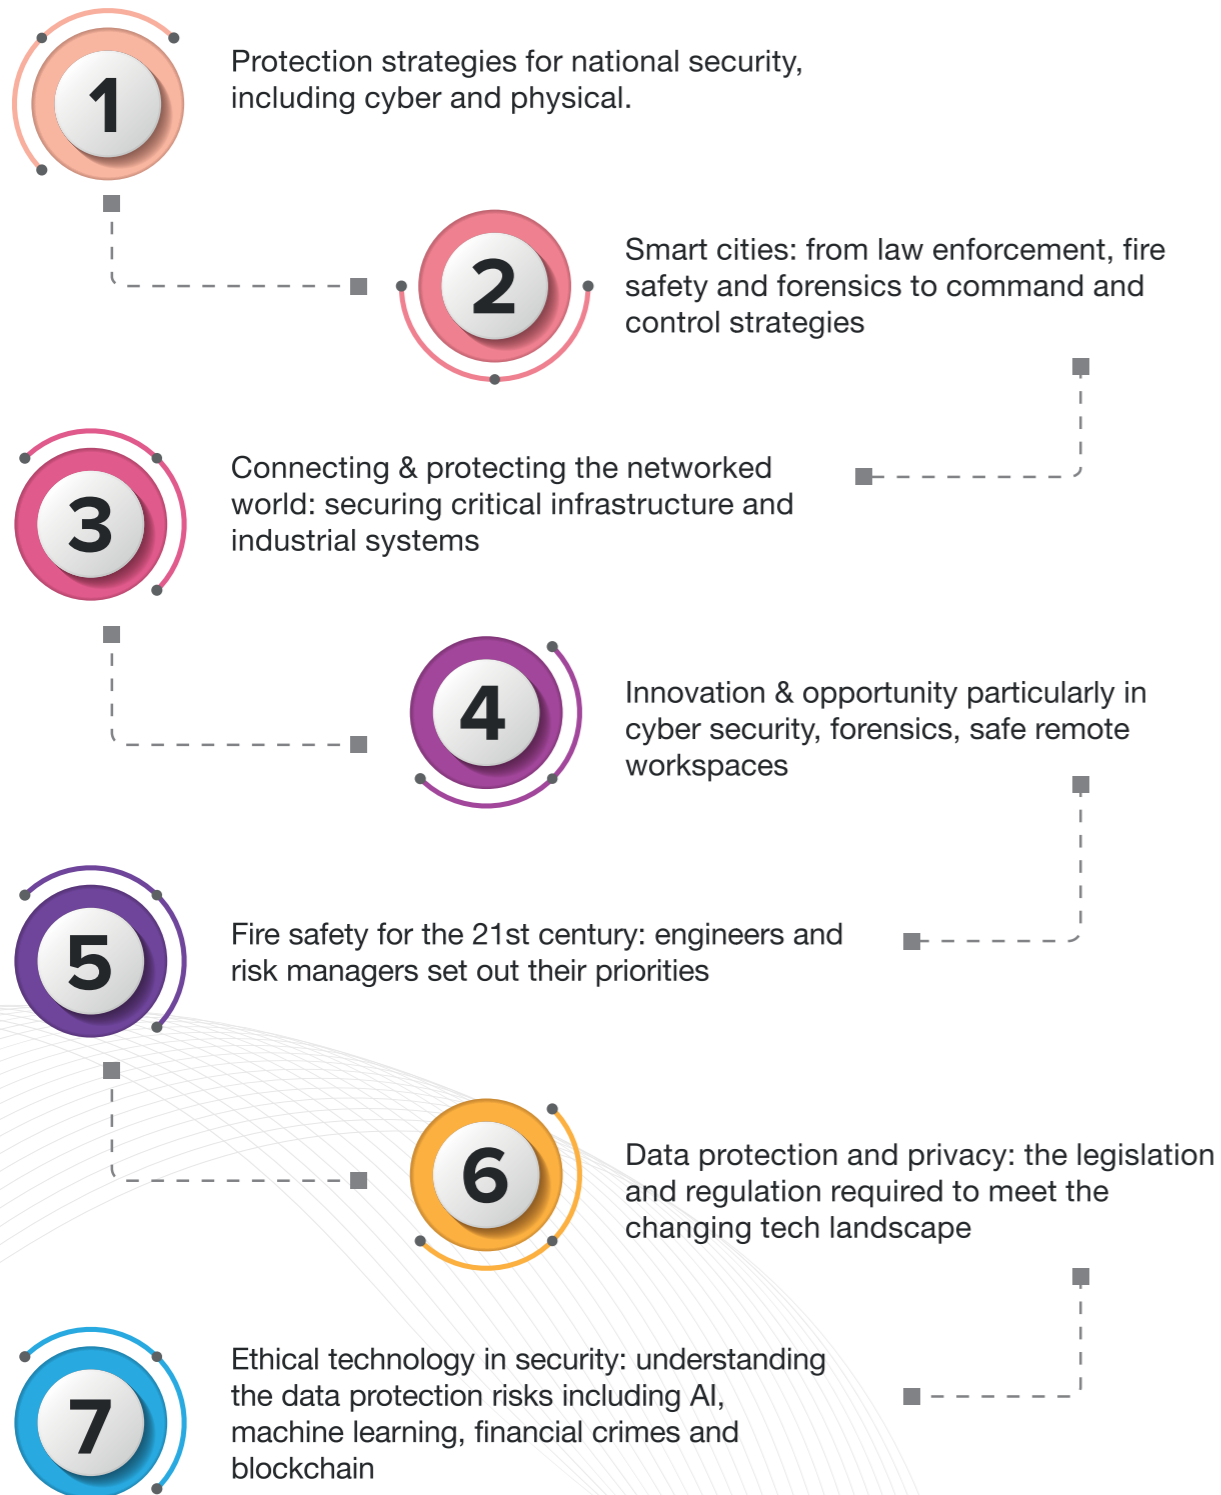 1
Protection strategies for national security,
including cyber and physical.
2
Smart cities: from law enforcement, fire
safety and forensics to command and
control strategies
3
Connecting & protecting the networked
world: securing critical infrastructure and
industrial systems
4
Innovation & opportunity particularly in
cyber security, forensics, safe remote
workspaces
5
Fire safety for the 21st century: engineers and
risk managers set out their priorities
6
Data protection and privacy: the legislation
and regulation required to meet the
changing tech landscape
7
Ethical technology in security: understanding
the data protection risks including AI,
machine learning, financial crimes and
blockchain